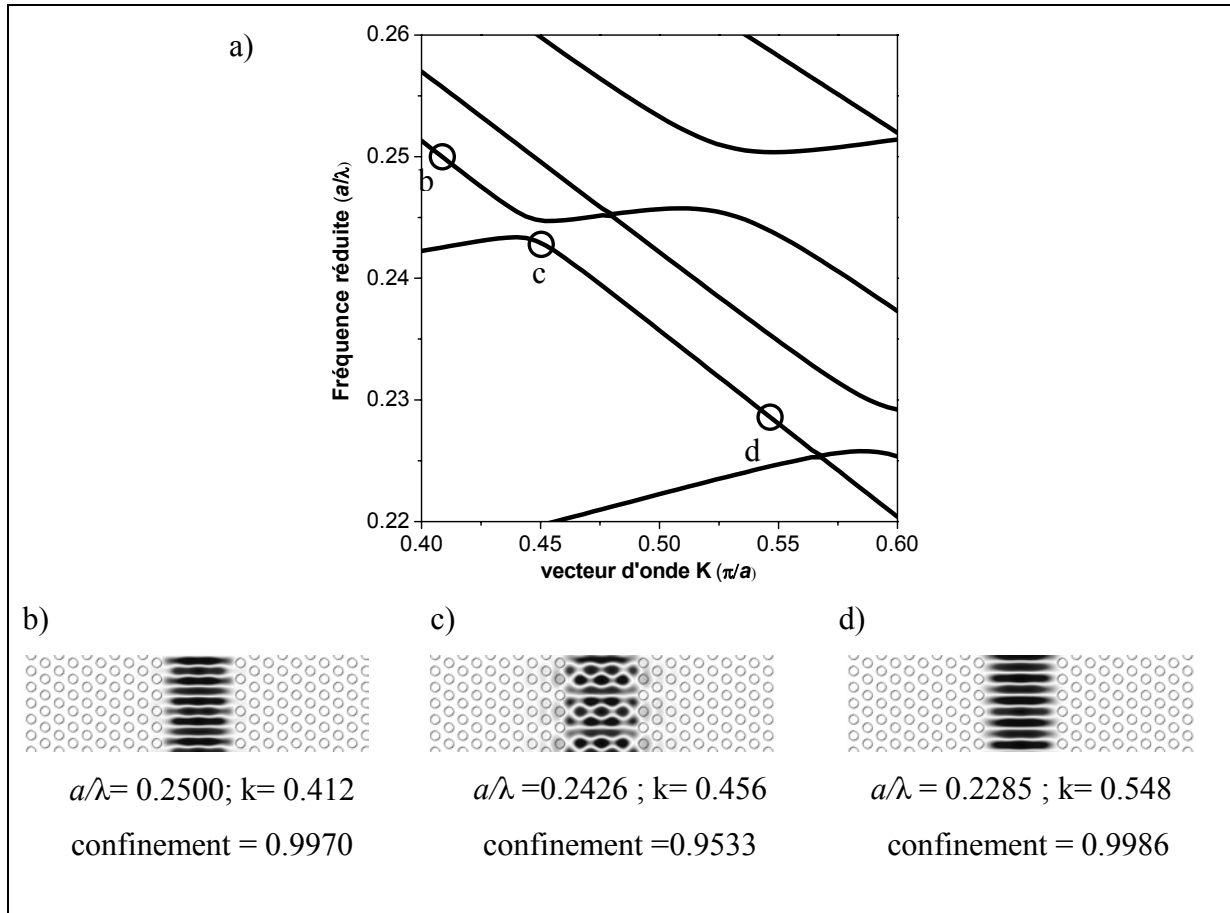 a)
Fréquence réduite (a/λ)
0.26
0.25
0.24
0.23
0.22
b
c
d
0.40 0.45 0.50 0.55 0.60
vecteur d'onde K (π/a)
b) c) d)
a/λ= 0.2500; k= 0.412 a/λ =0.2426 ; k= 0.456 a/λ = 0.2285 ; k= 0.548
confinement = 0.9970 confinement =0.9533 confinement = 0.9986